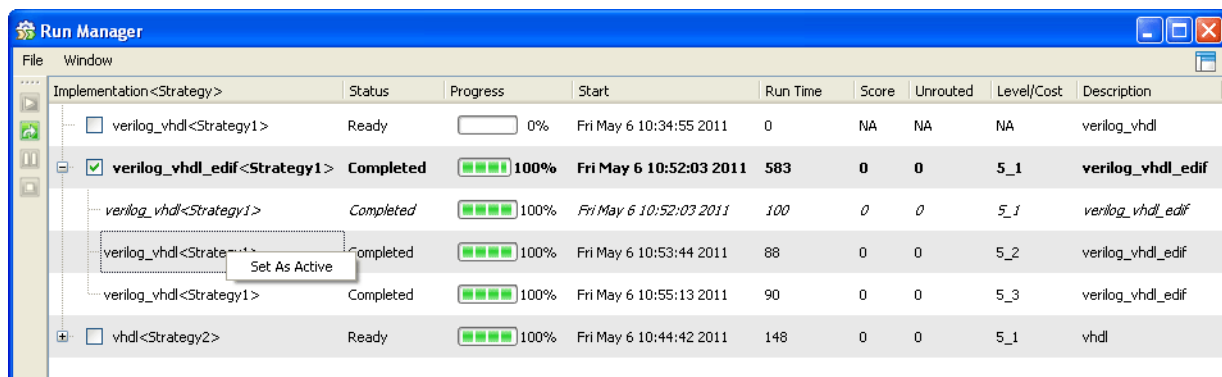 Run Manager
File Window
Implementation<Strategy> Status Progress Start Run Time Score Unrouted Level/Cost Description
verilog_vhdl<Strategy1> Ready 0% Fri May 6 10:34:55 2011 0 NA NA NA verilog_vhdl
verilog_vhdl_edif<Strategy1> Completed 100% Fri May 6 10:52:03 2011 583 0 0 5_1 verilog_vhdl_edif
verilog_vhdl<Strategy1> Completed 100% Fri May 6 10:52:03 2011 100 0 0 5_1 verilog_vhdl_edif
verilog_vhdl<Strate Completed 100% Fri May 6 10:53:44 2011 88 0 0 5_2 verilog_vhdl_edif
Set As Active
verilog_vhdl<Strategy1> Completed 100% Fri May 6 10:55:13 2011 90 0 0 5_3 verilog_vhdl_edif
vhdl<Strategy2> Ready 100% Fri May 6 10:44:42 2011 148 0 0 5_1 vhdl